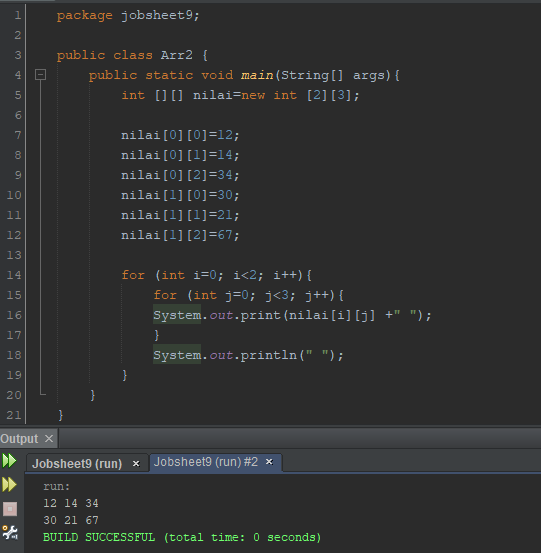 1 package jobsheet9;
2
3 public class Arr2 {
4 public static void main(String[] args){
5 int [][] nilai=new int [2][3];
6
7 nilai[0][0]=12;
8 nilai[0][1]=14;
9 nilai[0][2]=34;
10 nilai[1][0]=30;
11 nilai[1][1]=21;
12 nilai[1][2]=67;
13
14 for (int i=0; i<2; i++){
15 for (int j=0; j<3; j++){
16 System.out.print(nilai[i][j] +" ");
17 }
18 System.out.println(" ");
19 }
20 }
21 }
Output ×
Jobsheet9 (run) × Jobsheet9 (run) #2 ×
run:
12 14 34
30 21 67
BUILD SUCCESSFUL (total time: 0 seconds)